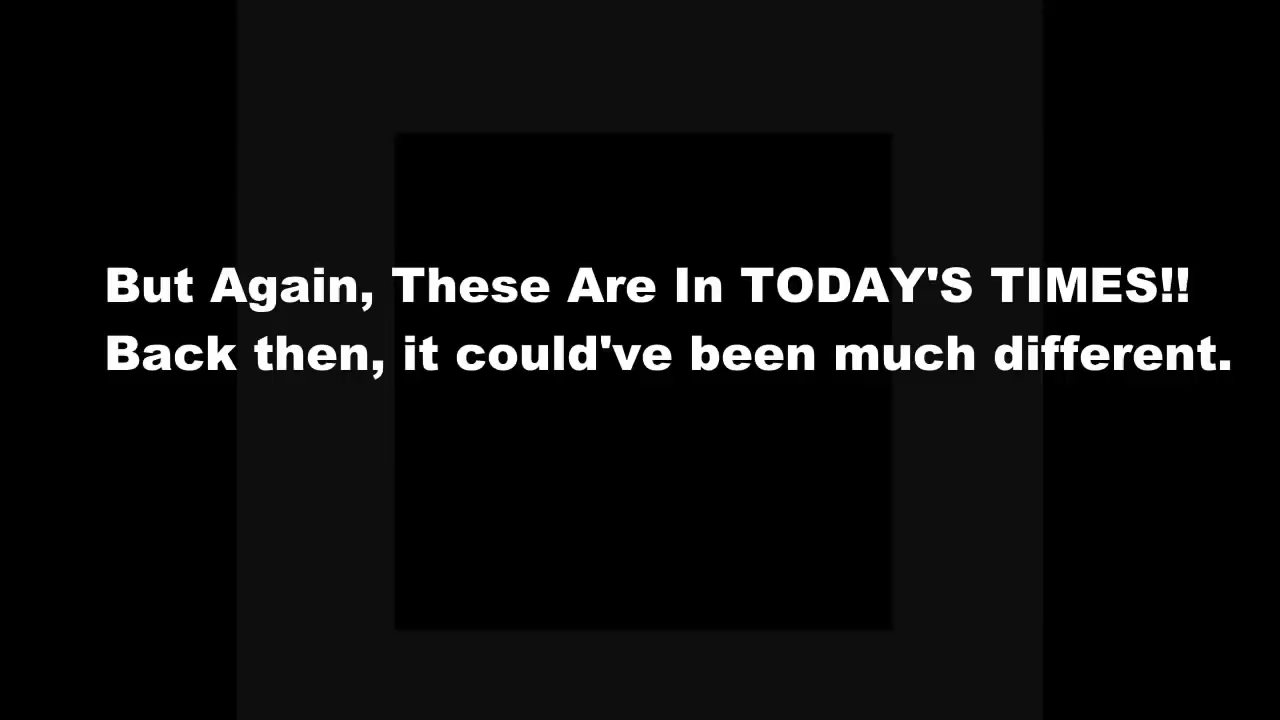 But Again, These Are In TODAY'S TIMES!!
Back then, it could've been much different.